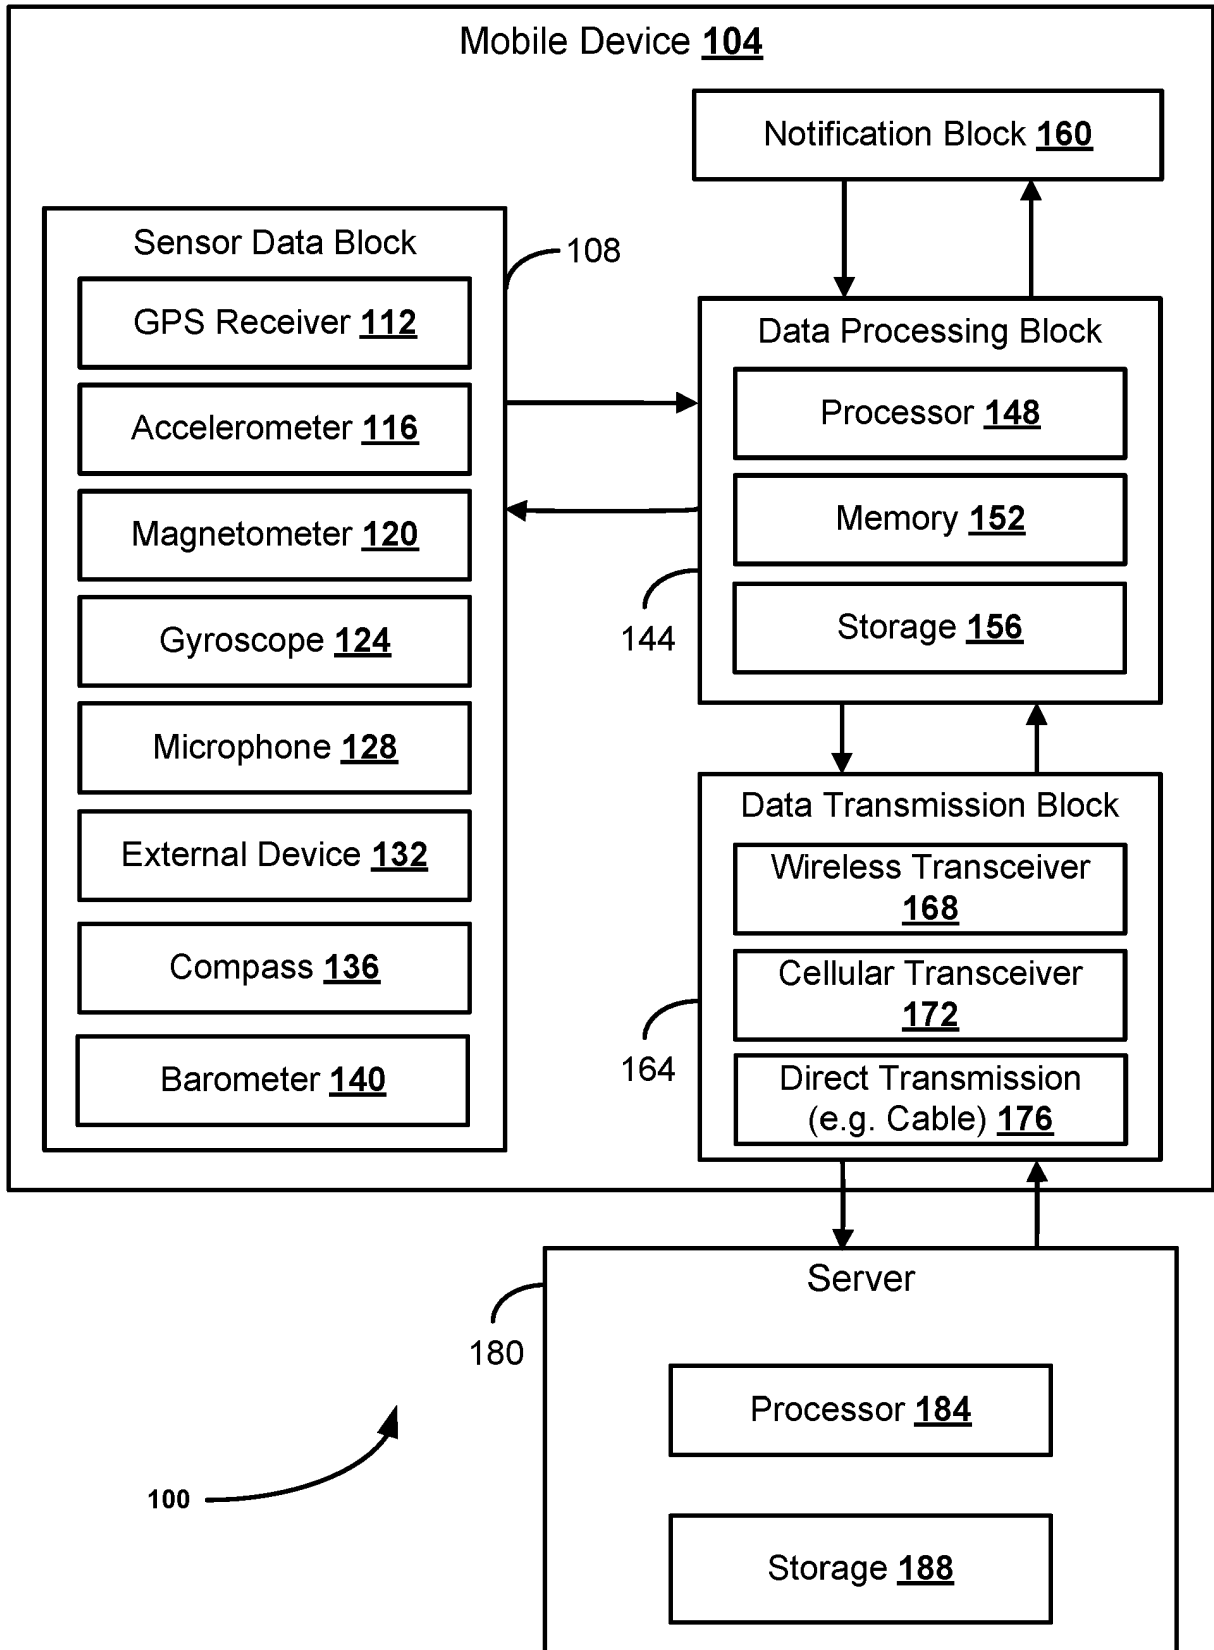 Mobile Device 104
Notification Block 160
Sensor Data Block
108
GPS Receiver 112
Accelerometer 116
Magnetometer 120
Gyroscope 124
Microphone 128
External Device 132
Compass 136
Barometer 140
Data Processing Block
Processor 148
Memory 152
Storage 156
144
Data Transmission Block
Wireless Transceiver
168
Cellular Transceiver
172
Direct Transmission
(e.g. Cable) 176
164
Server
180
Processor 184
Storage 188
100